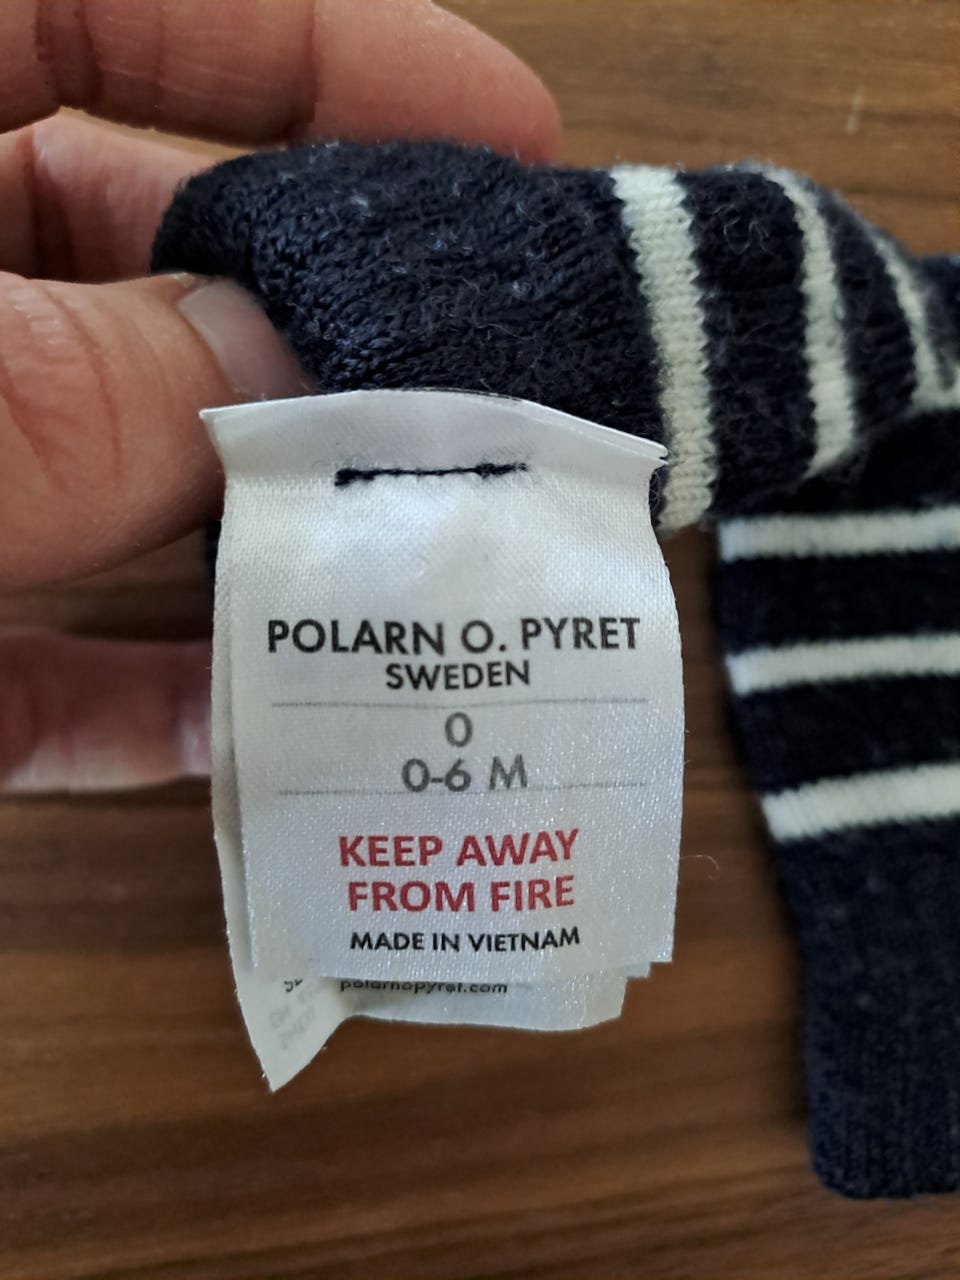 POLARN O. PYRET
SWEDEN
0
0-6 M
KEEP AWAY
FROM FIRE
MADE IN VIETNAM
polarnopyret.com